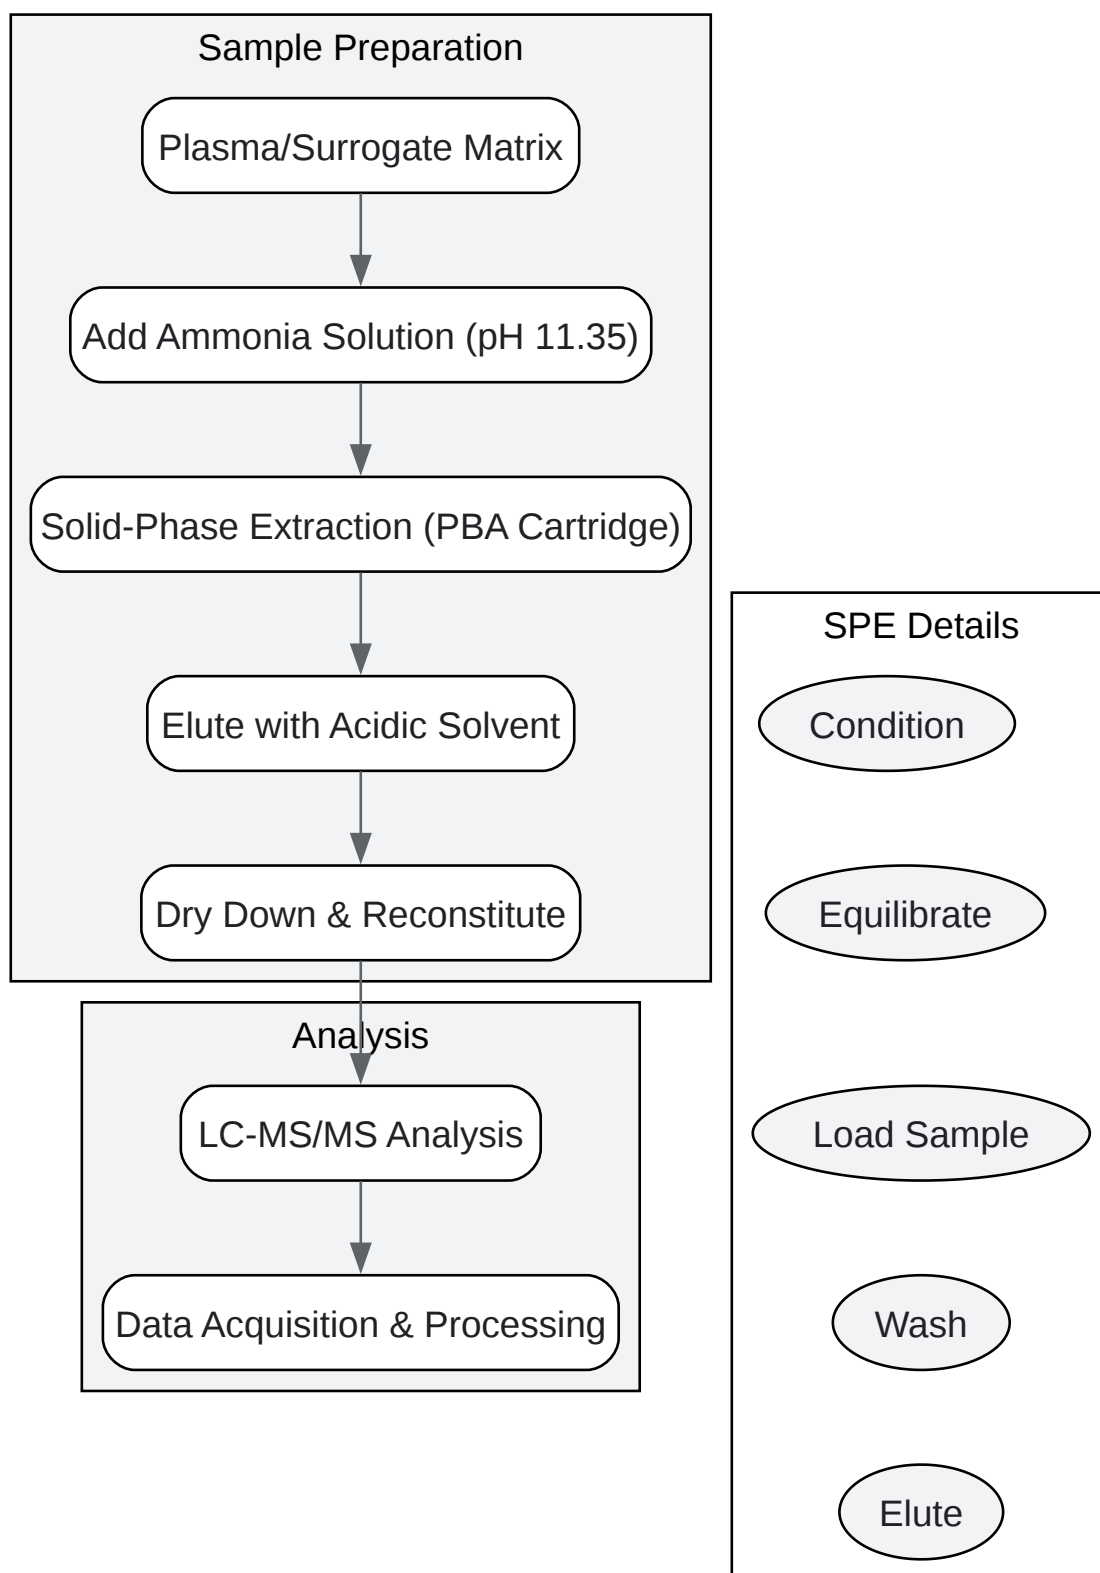 Sample Preparation
Plasma/Surrogate Matrix
Add Ammonia Solution (pH 11.35)
Solid-Phase Extraction (PBA Cartridge)
Elute with Acidic Solvent
Dry Down & Reconstitute
Analysis
LC-MS/MS Analysis
Data Acquisition & Processing
SPE Details
Condition
Equilibrate
Load Sample
Wash
Elute